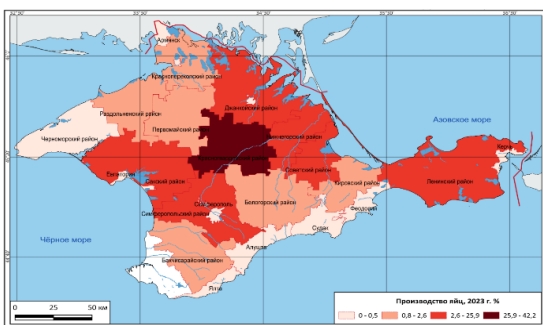 Армянск
Красноперекопский район
Джанкойский район
Раздольненский район
Первомайский район
Азовское море
Черноморский район
Керчь
Советский район
Евпатория
Сакский район
Кировский район
Ленинский район
Симферополь
Белогорский район
Симферопольский район
Феодосия
Судак
Чёрное море
Алушта
Бахчисарайский район
Ялта
Производство яйц, 2023 г. %
0 25 50 км
0 - 0,5 0,8 - 2,6 2,6 - 25,9 25,9 - 42,2